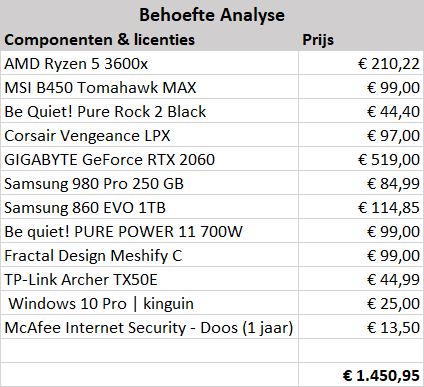 Behoefte Analyse
Componenten & licenties Prijs
AMD Ryzen 5 3600x € 210,22
MSI B450 Tomahawk MAX € 99,00
Be Quiet! Pure Rock 2 Black € 44,40
Corsair Vengeance LPX € 97,00
GIGABYTE GeForce RTX 2060 € 519,00
Samsung 980 Pro 250 GB € 84,99
Samsung 860 EVO 1TB € 114,85
Be quiet! PURE POWER 11 700W € 99,00
Fractal Design Meshify C € 99,00
TP-Link Archer TX50E € 44,99
Windows 10 Pro | kinguin € 25,00
McAfee Internet Security - Doos (1 jaar) € 13,50
€ 1.450,95